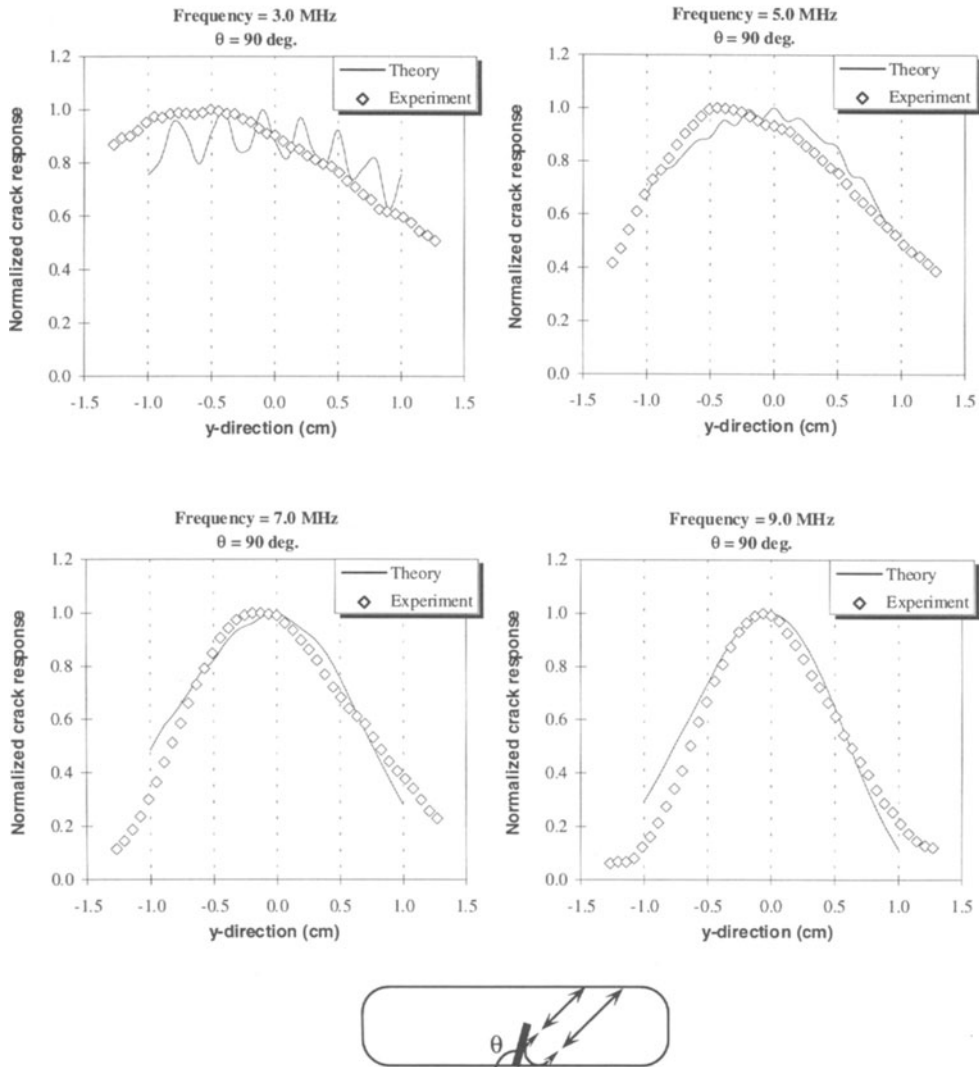 Frequency = 3.0 MHz
θ = 90 deg.
Theory
Experiment
Normalized crack response
1.2
1.0
0.8
0.6
0.4
0.2
0.0
-1.5 -1.0 -0.5 0.0 0.5 1.0 1.5
y-direction (cm)
Frequency = 5.0 MHz
θ = 90 deg.
Theory
Experiment
Normalized crack response
1.2
1.0
0.8
0.6
0.4
0.2
0.0
-1.5 -1.0 -0.5 0.0 0.5 1.0 1.5
y-direction (cm)
Frequency = 7.0 MHz
θ = 90 deg.
Theory
Experiment
Normalized crack response
1.2
1.0
0.8
0.6
0.4
0.2
0.0
-1.5 -1.0 -0.5 0.0 0.5 1.0 1.5
y-direction (cm)
Frequency = 9.0 MHz
θ = 90 deg.
Theory
Experiment
Normalized crack response
1.2
1.0
0.8
0.6
0.4
0.2
0.0
-1.5 -1.0 -0.5 0.0 0.5 1.0 1.5
y-direction (cm)
θ